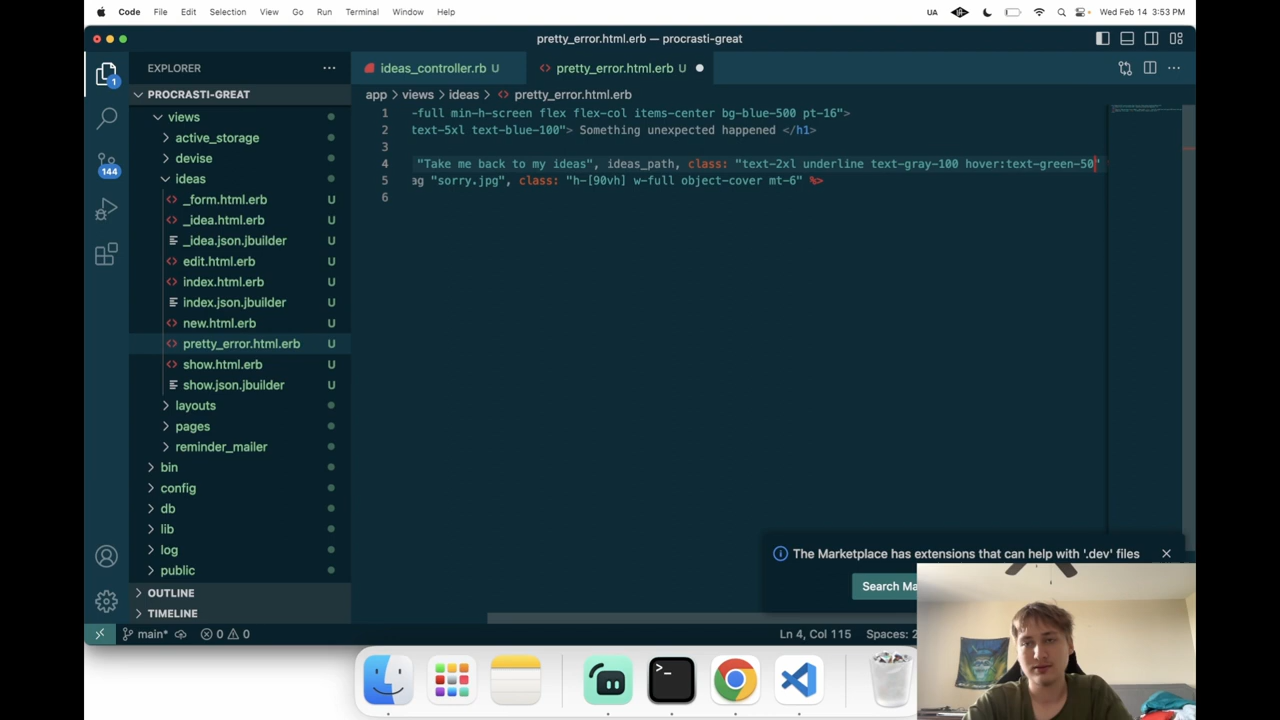 Code File Edit Selection View Go Run Terminal Window Help UA Wed Feb 14 3:53 PM
pretty_error.html.erb — procrasti-great
EXPLORER
ideas_controller.rb U
pretty_error.html.erb U
1
PROCRASTI-GREAT
app > views > ideas > pretty_error.html.erb
views
active_storage
devise
144
ideas
_form.html.erb U
_idea.html.erb U
_idea.json.jbuilder U
edit.html.erb U
index.html.erb U
index.json.jbuilder U
new.html.erb U
pretty_error.html.erb U
show.html.erb U
show.json.jbuilder U
layouts
pages
reminder_mailer
bin
config
db
lib
log
public
OUTLINE
TIMELINE
1 -full min-h-screen flex flex-col items-center bg-blue-500 pt-16">
2 text-5xl text-blue-100"> Something unexpected happened </h1>
3
4 "Take me back to my ideas", ideas_path, class: "text-2xl underline text-gray-100 hover:text-green-50"
5 ag "sorry.jpg", class: "h-[90vh] w-full object-cover mt-6" %>
6
The Marketplace has extensions that can help with '.dev' files
Search Ma
main* 0 0 Ln 4, Col 115 Spaces: 2